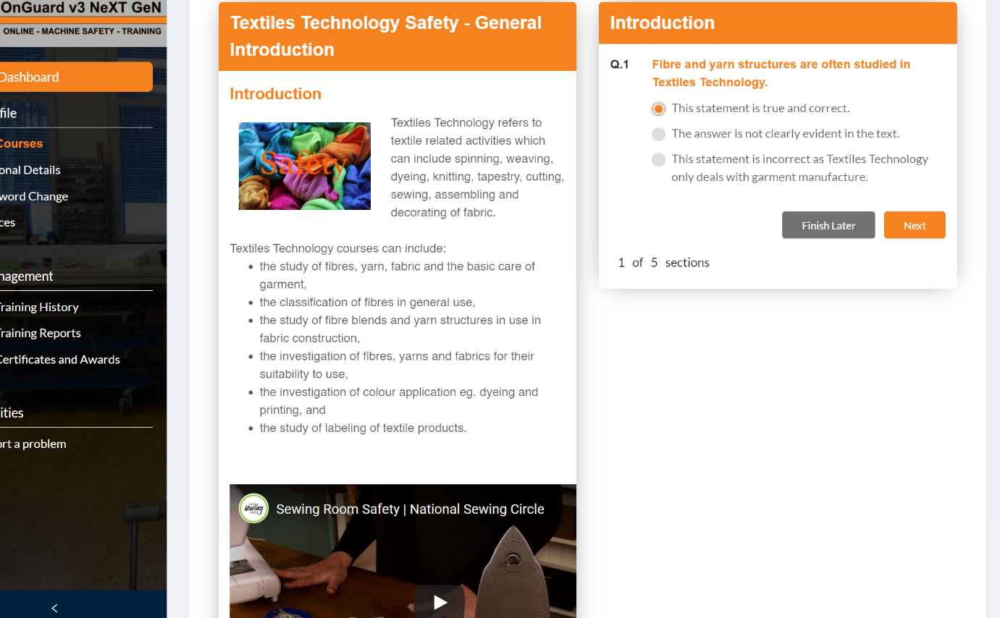 OnGuard v3 NeXT GeN
ONLINE - MACHINE SAFETY - TRAINING
Dashboard
file
Courses
onal Details
word Change
ces
nagement
Training History
Training Reports
Certificates and Awards
ities
ort a problem
<
Textiles Technology Safety - General
Introduction
Introduction
Safety
Textiles Technology refers to
textile related activities which
can include spinning, weaving,
dyeing, knitting, tapestry, cutting,
sewing, assembling and
decorating of fabric.
Textiles Technology courses can include:
• the study of fibres, yarn, fabric and the basic care of
garment,
• the classification of fibres in general use,
• the study of fibre blends and yarn structures in use in
fabric construction,
• the investigation of fibres, yarns and fabrics for their
suitability to use,
• the investigation of colour application eg. dyeing and
printing, and
• the study of labeling of textile products.
NATIONAL
sewing
CIRCLE
Sewing Room Safety | National Sewing Circle
Introduction
Q.1 Fibre and yarn structures are often studied in
Textiles Technology.
This statement is true and correct.
The answer is not clearly evident in the text.
This statement is incorrect as Textiles Technology
only deals with garment manufacture.
Finish Later Next
1 of 5 sections